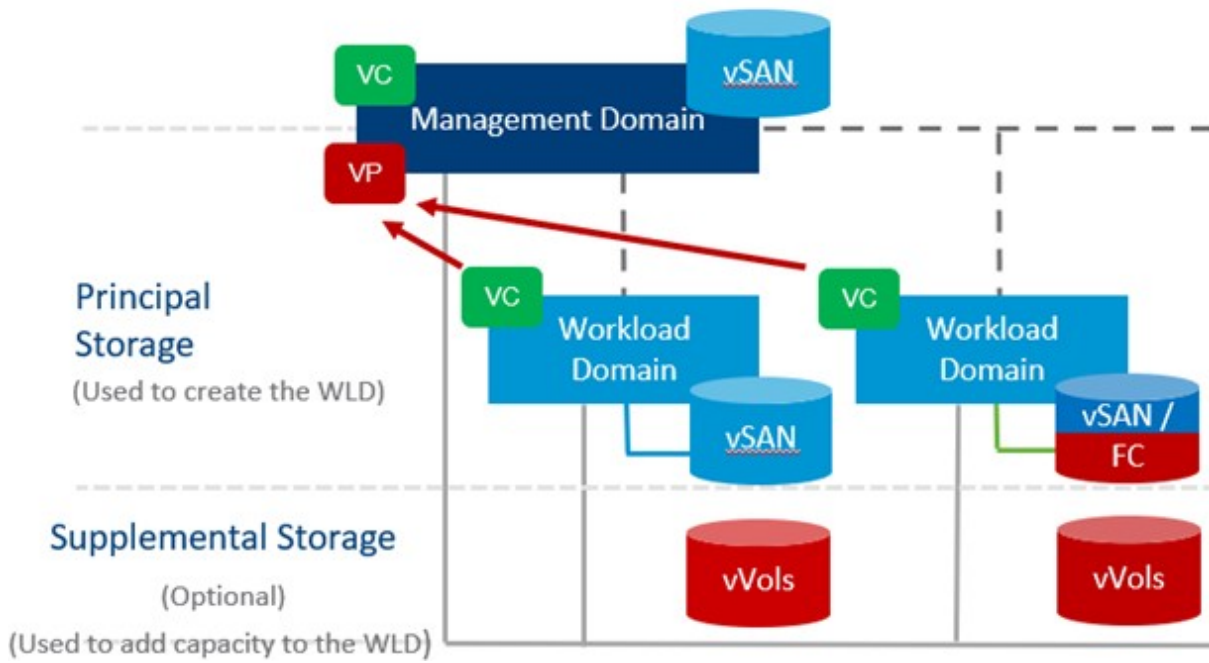 vSAN
VC
Management Domain
VP
VC
VC
Principal
Storage
(Used to create the WLD)
Workload
Domain
Workload
Domain
vSAN
vSAN /
FC
Supplemental Storage
(Optional)
(Used to add capacity to the WLD)
vVols
vVols